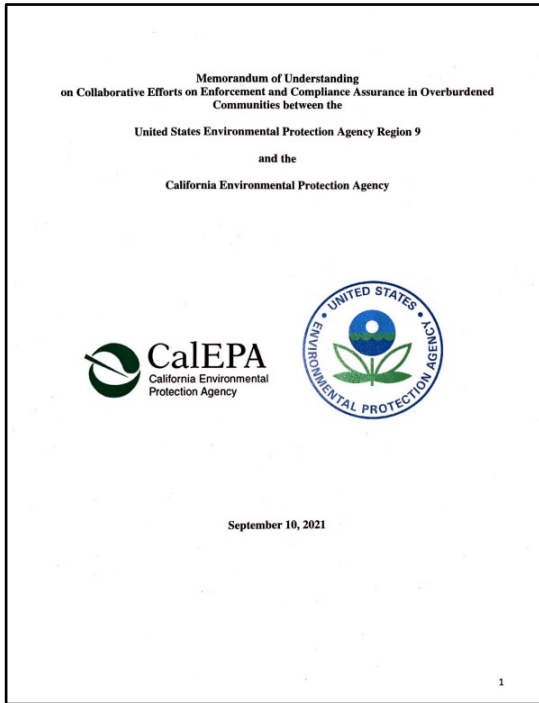 Memorandum of Understanding
on Collaborative Efforts on Enforcement and Compliance Assurance in Overburdened
Communities between the
United States Environmental Protection Agency Region 9
and the
California Environmental Protection Agency
CalEPA
California Environmental
Protection Agency
UNITED STATES
ENVIRONMENTAL PROTECTION AGENCY
September 10, 2021
1